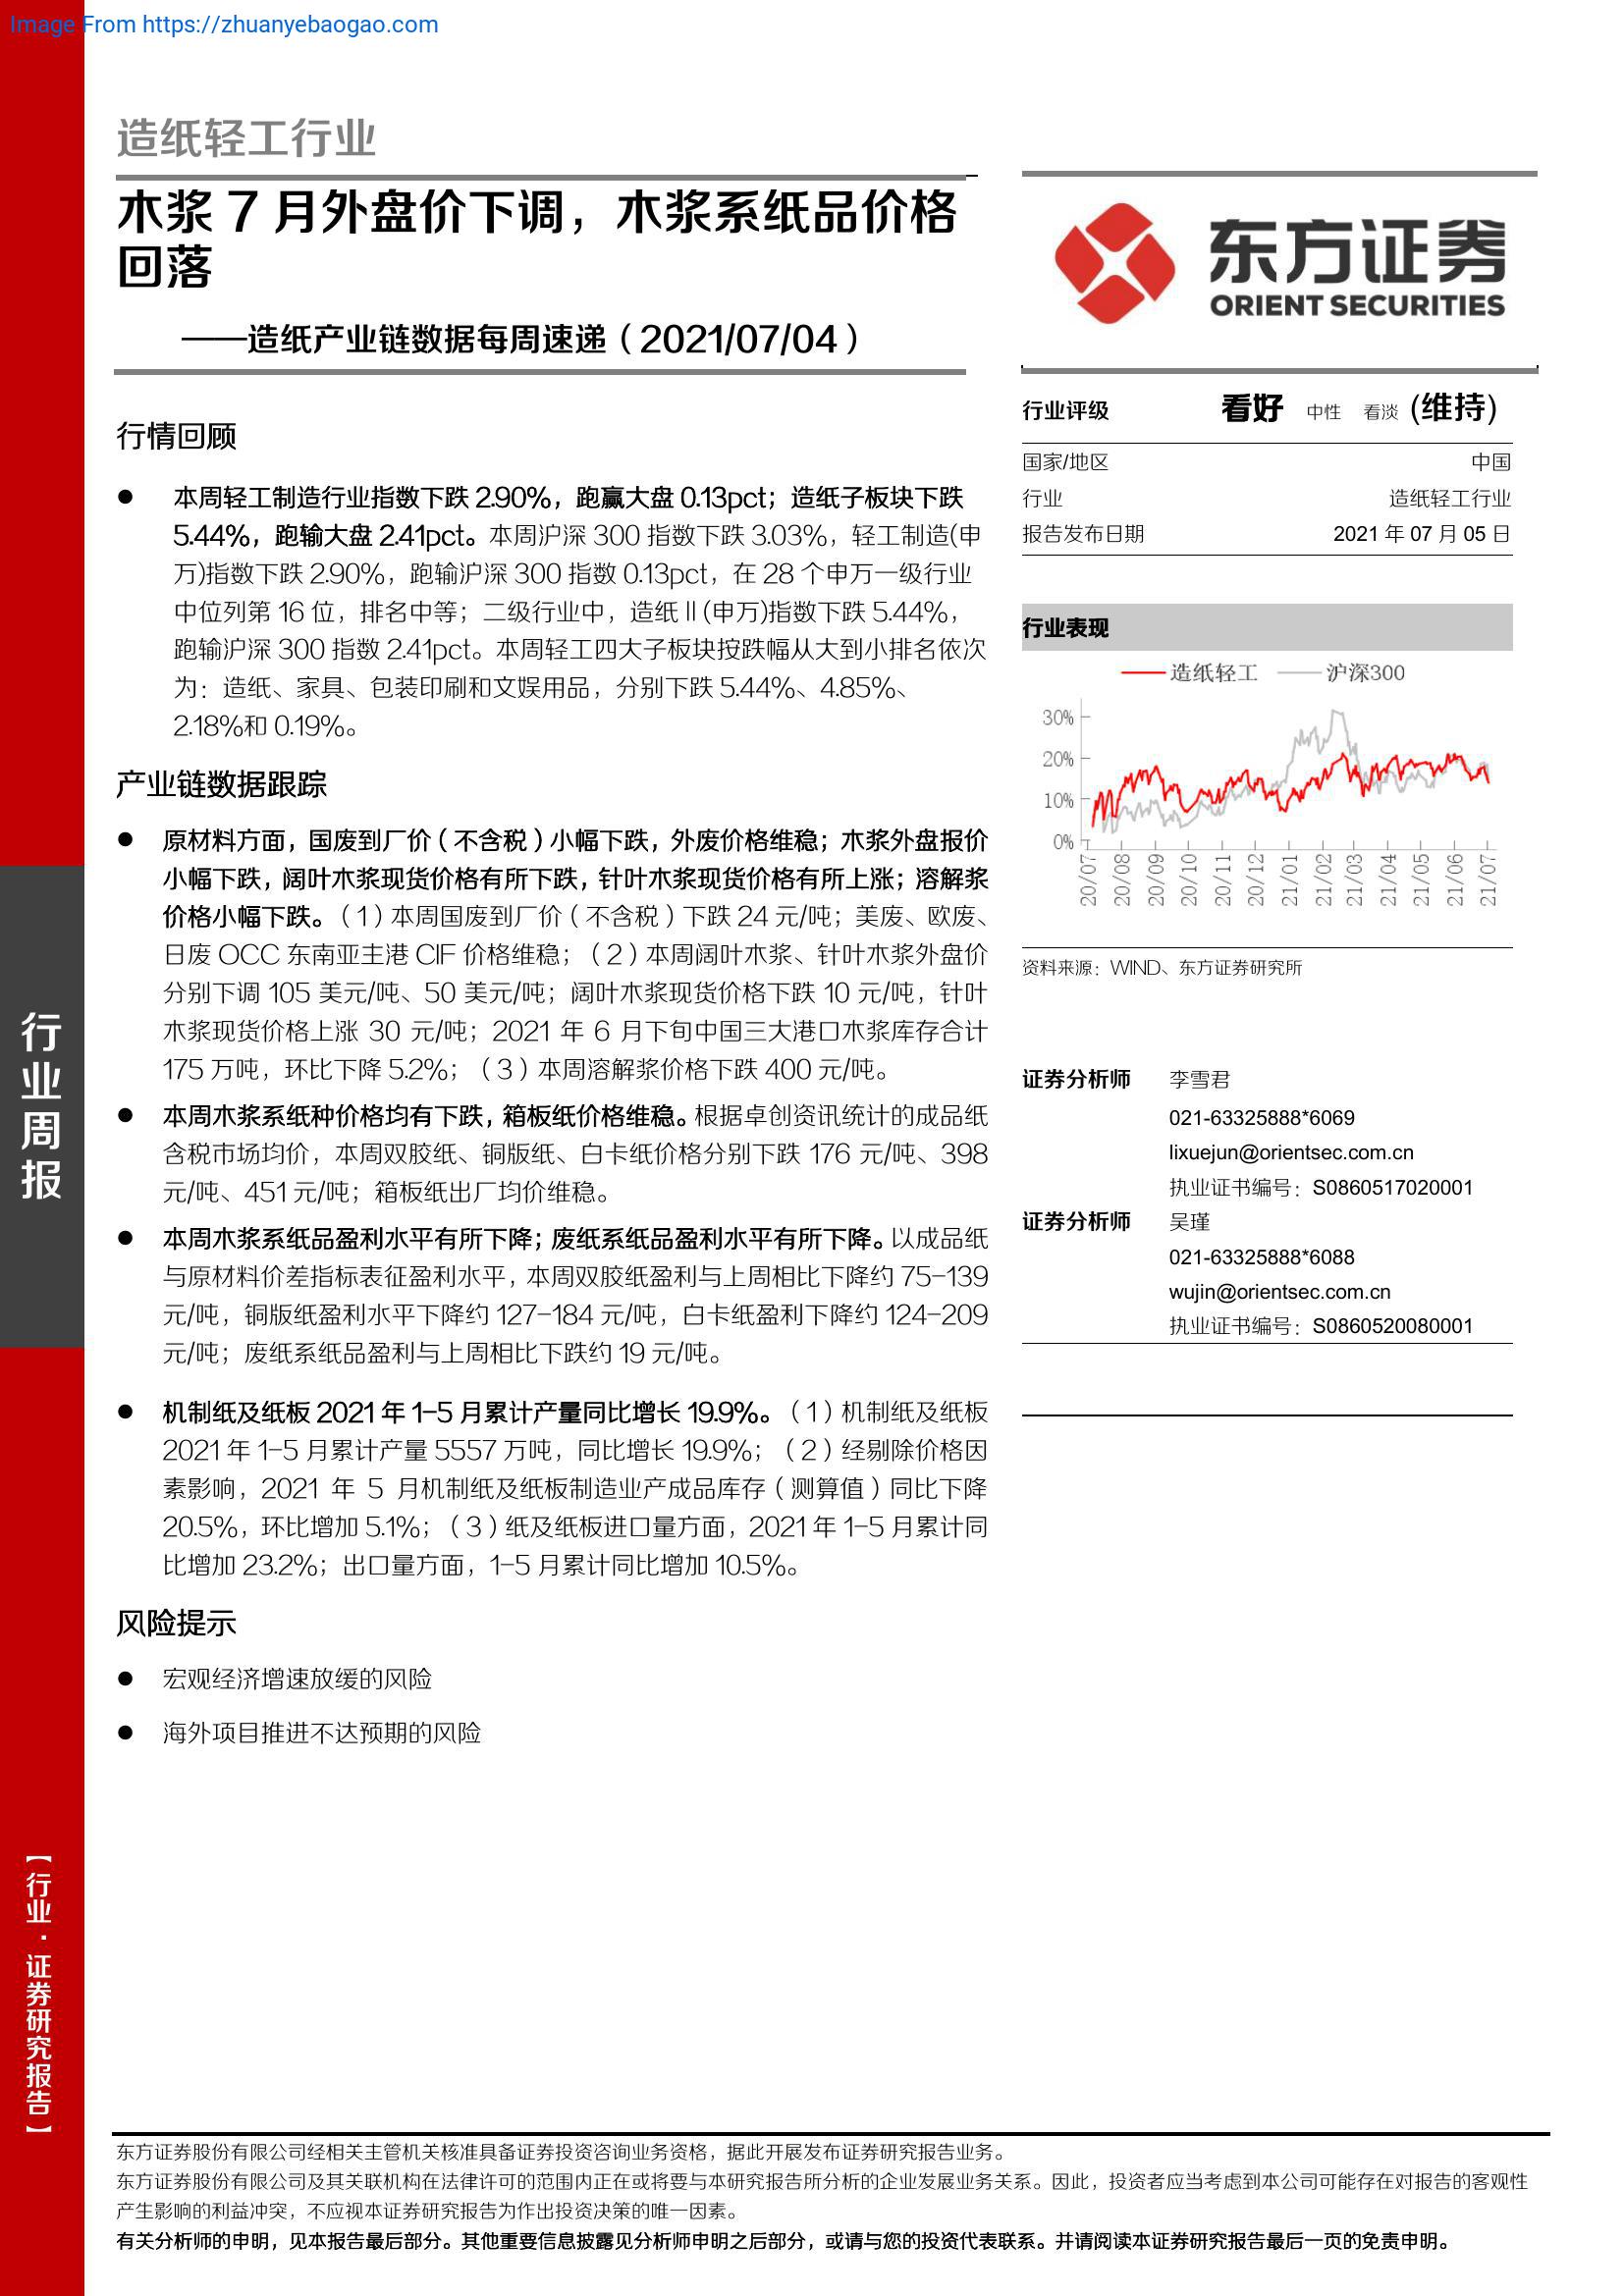 Image From https://zhuanyebaogao.com
造纸轻工行业
木浆 7 月外盘价下调，木浆系纸品价格
回落
——造纸产业链数据每周速递（2021/07/04）
行情回顾
● 本周轻工制造行业指数下跌 2.90%，跑赢大盘 0.13pct；造纸子板块下跌
5.44%，跑输大盘 2.41pct。本周沪深 300 指数下跌 3.03%，轻工制造(申
万)指数下跌 2.90%，跑输沪深 300 指数 0.13pct，在 28 个申万一级行业
中位列第 16 位，排名中等；二级行业中，造纸Ⅱ(申万)指数下跌 5.44%，
跑输沪深 300 指数 2.41pct。本周轻工四大子板块按跌幅从大到小排名依次
为：造纸、家具、包装印刷和文娱用品，分别下跌 5.44%、4.85%、
2.18%和 0.19%。
产业链数据跟踪
● 原材料方面，国废到厂价（不含税）小幅下跌，外废价格维稳；木浆外盘报价
小幅下跌，阔叶木浆现货价格有所下跌，针叶木浆现货价格有所上涨；溶解浆
价格小幅下跌。（1）本周国废到厂价（不含税）下跌 24 元/吨；美废、欧废、
日废 OCC 东南亚主港 CIF 价格维稳；（2）本周阔叶木浆、针叶木浆外盘价
分别下调 105 美元/吨、50 美元/吨；阔叶木浆现货价格下跌 10 元/吨，针叶
木浆现货价格上涨 30 元/吨；2021 年 6 月下旬中国三大港口木浆库存合计
175 万吨，环比下降 5.2%；（3）本周溶解浆价格下跌 400 元/吨。
● 本周木浆系纸种价格均有下跌，箱板纸价格维稳。根据卓创资讯统计的成品纸
含税市场均价，本周双胶纸、铜版纸、白卡纸价格分别下跌 176 元/吨、398
元/吨、451 元/吨；箱板纸出厂均价维稳。
● 本周木浆系纸品盈利水平有所下降；废纸系纸品盈利水平有所下降。以成品纸
与原材料价差指标表征盈利水平，本周双胶纸盈利与上周相比下降约 75-139
元/吨，铜版纸盈利水平下降约 127-184 元/吨，白卡纸盈利下降约 124-209
元/吨；废纸系纸品盈利与上周相比下跌约 19 元/吨。
● 机制纸及纸板 2021 年 1-5 月累计产量同比增长 19.9%。（1）机制纸及纸板
2021 年 1-5 月累计产量 5557 万吨，同比增长 19.9%；（2）经剔除价格因
素影响，2021 年 5 月机制纸及纸板制造业产成品库存（测算值）同比下降
20.5%，环比增加 5.1%；（3）纸及纸板进口量方面，2021 年 1-5 月累计同
比增加 23.2%；出口量方面，1-5 月累计同比增加 10.5%。
风险提示
● 宏观经济增速放缓的风险
● 海外项目推进不达预期的风险
东方证券
ORIENT SECURITIES
行业评级 看好 中性 看淡 (维持)
国家/地区 中国
行业 造纸轻工行业
报告发布日期 2021 年 07 月 05 日
行业表现
造纸轻工 沪深300
30%
20%
10%
0%
20/07 20/08 20/09 20/10 20/11 20/12 21/01 21/02 21/03 21/04 21/05 21/06 21/07
资料来源：WIND、东方证券研究所
证券分析师 李雪君
021-63325888*6069
lixuejun@orientsec.com.cn
执业证书编号：S0860517020001
证券分析师 吴瑾
021-63325888*6088
wujin@orientsec.com.cn
执业证书编号：S0860520080001
行业周报
【行业·证券研究报告】
东方证券股份有限公司经相关主管机关核准具备证券投资咨询业务资格，据此开展发布证券研究报告业务。
东方证券股份有限公司及其关联机构在法律许可的范围内正在或将要与本研究报告所分析的企业发展业务关系。因此，投资者应当考虑到本公司可能存在对报告的客观性
产生影响的利益冲突，不应视本证券研究报告为作出投资决策的唯一因素。
有关分析师的申明，见本报告最后部分。其他重要信息披露见分析师申明之后部分，或请与您的投资代表联系。并请阅读本证券研究报告最后一页的免责申明。